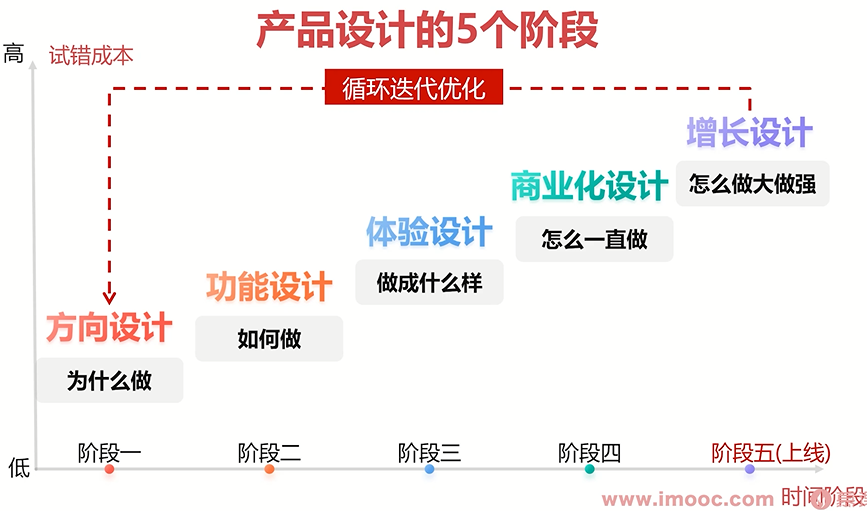 产品设计的5个阶段
高
试错成本
循环迭代优化
增长设计
怎么做大做强
商业化设计
怎么一直做
体验设计
做成什么样
功能设计
如何做
方向设计
为什么做
阶段一
阶段二
阶段三
阶段四
阶段五(上线)
低
时间阶段
www.imooc.com